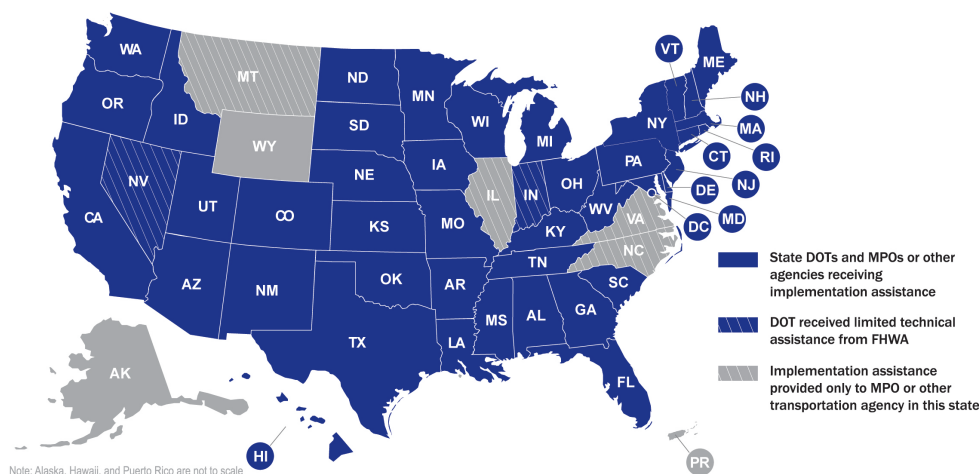 WA
MT
ND
MN
VT
ME
OR
ID
SD
WI
MI
NY
NH
MA
WY
IA
PA
CT
RI
NV
NE
IL
IN
OH
NJ
DE
CA
UT
CO
KS
MO
WV
VA
DC
MD
KY
NC
AZ
NM
OK
AR
TN
SC
TX
LA
MS
AL
GA
FL
AK
HI
PR
State DOTs and MPOs or other
agencies receiving
implementation assistance
DOT received limited technical
assistance from FHWA
Implementation assistance
provided only to MPO or other
transportation agency in this state
Note: Alaska, Hawaii, and Puerto Rico are not to scale